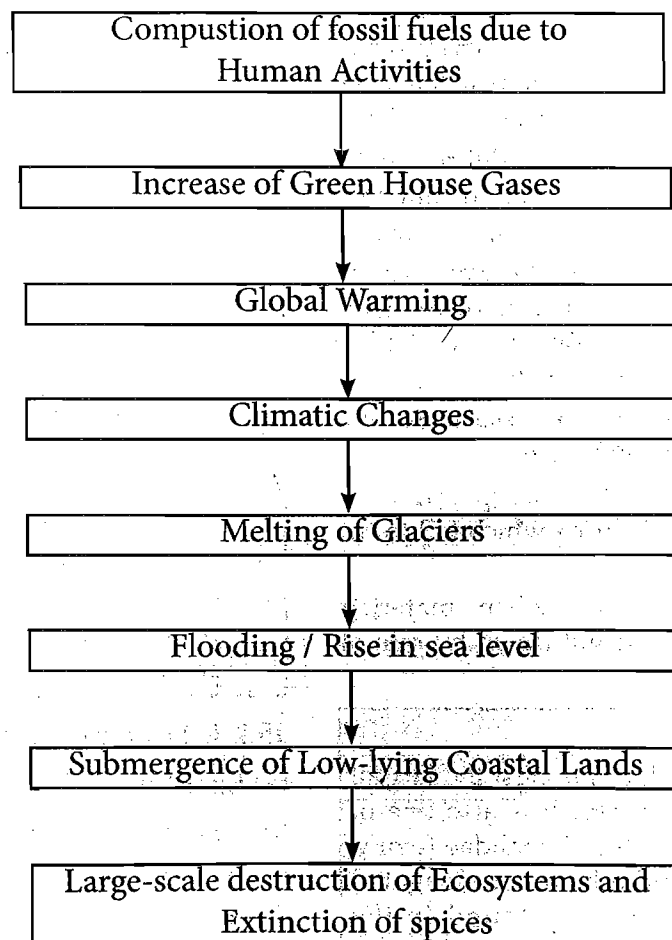 Compustion of fossil fuels due to
Human Activities
Increase of Green House Gases
Global Warming
Climatic Changes
Melting of Glaciers
Flooding / Rise in sea level
Submergence of Low-lying Coastal Lands
Large-scale destruction of Ecosystems and
Extinction of spices